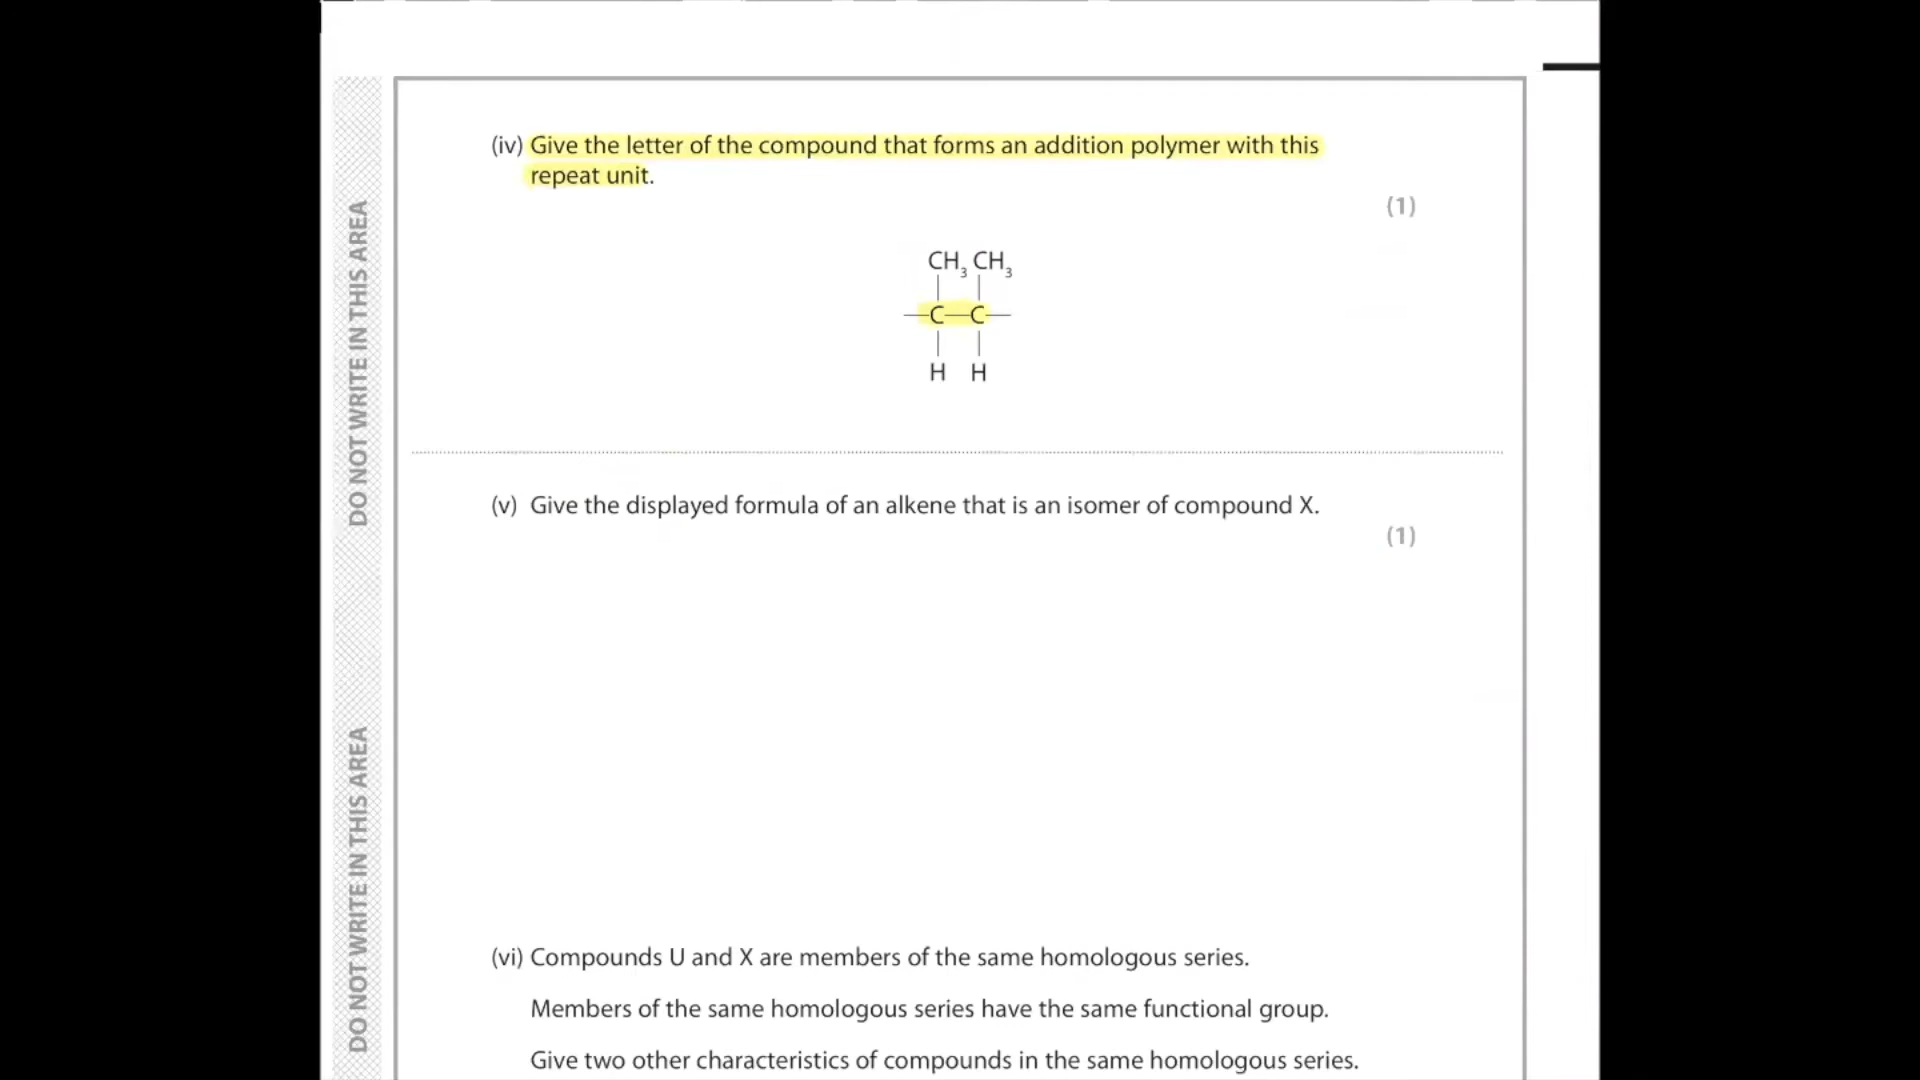 (iv) Give the letter of the compound that forms an addition polymer with this
repeat unit.
(1)
CH3 CH3
C C
H H
(v) Give the displayed formula of an alkene that is an isomer of compound X.
(1)
(vi) Compounds U and X are members of the same homologous series.
Members of the same homologous series have the same functional group.
Give two other characteristics of compounds in the same homologous series.
DO NOT WRITE IN THIS AREA
DO NOT WRITE IN THIS AREA